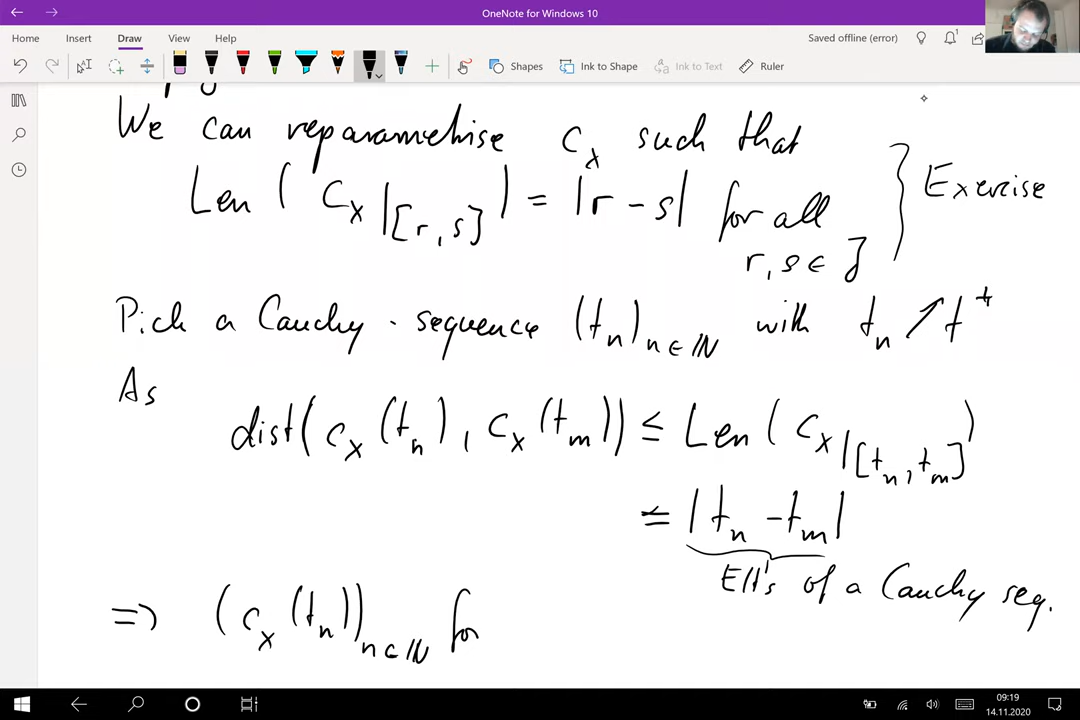 OneNote for Windows 10
Home Insert Draw View Help Saved offline (error)
Shapes Ink to Shape Ink to Text Ruler
We can reparametrise c_x such that
Len ( c_x|[r,s] ) = |r - s| for all } Exercise
r, s ∈ J
Pick a Cauchy - sequence (t_n)_{n∈ℕ} with t_n ↗ t^+
As
dist( c_x (t_n), c_x (t_m)) ≤ Len ( c_x|[t_n, t_m] )
= |t_n - t_m|
Elt's of a Cauchy seq.
=> (c_x (t_n))_{n∈ℕ} for
09:19
14.11.2020